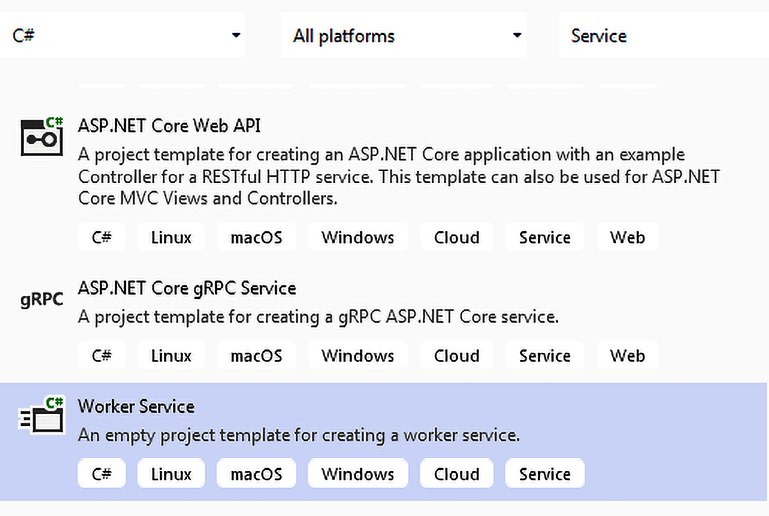 C# All platforms Service
C#
ASP.NET Core Web API
A project template for creating an ASP.NET Core application with an example
Controller for a RESTful HTTP service. This template can also be used for ASP.NET
Core MVC Views and Controllers.
C# Linux macOS Windows Cloud Service Web
gRPC
ASP.NET Core gRPC Service
A project template for creating a gRPC ASP.NET Core service.
C# Linux macOS Windows Cloud Service Web
C#
Worker Service
An empty project template for creating a worker service.
C# Linux macOS Windows Cloud Service